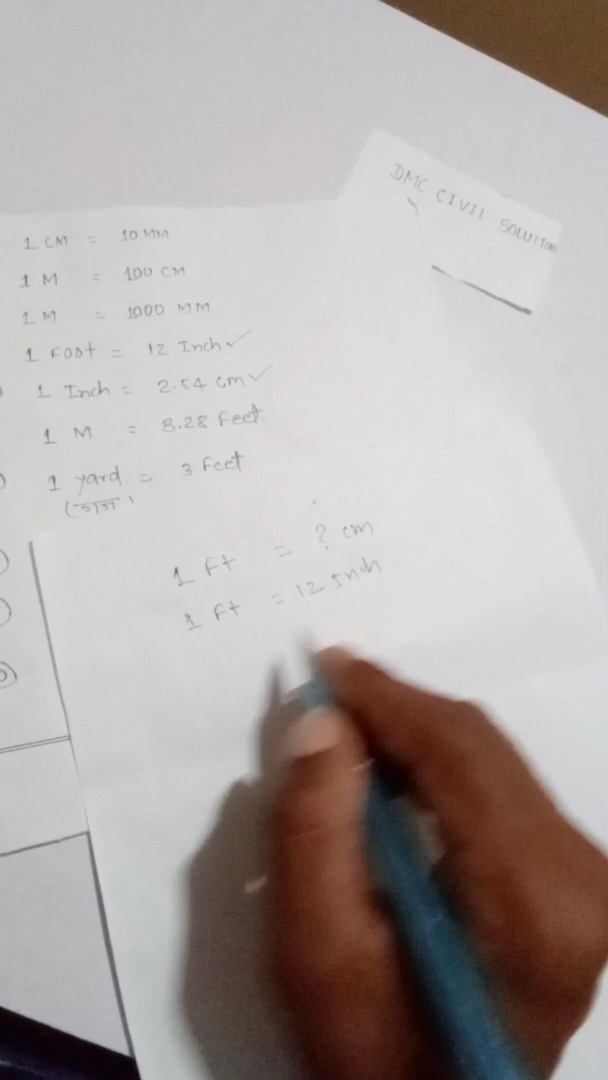 DMC CIVIL SOLUTION
1 CM = 10 MM
1 M = 100 CM
1 M = 1000 MM
1 Foot = 12 Inch ✓
1 Inch = 2.54 cm ✓
1 M = 3.28 Feet
1 yard = 3 Feet
(गज)
1 Ft = ? cm
1 Ft = 12 Inch